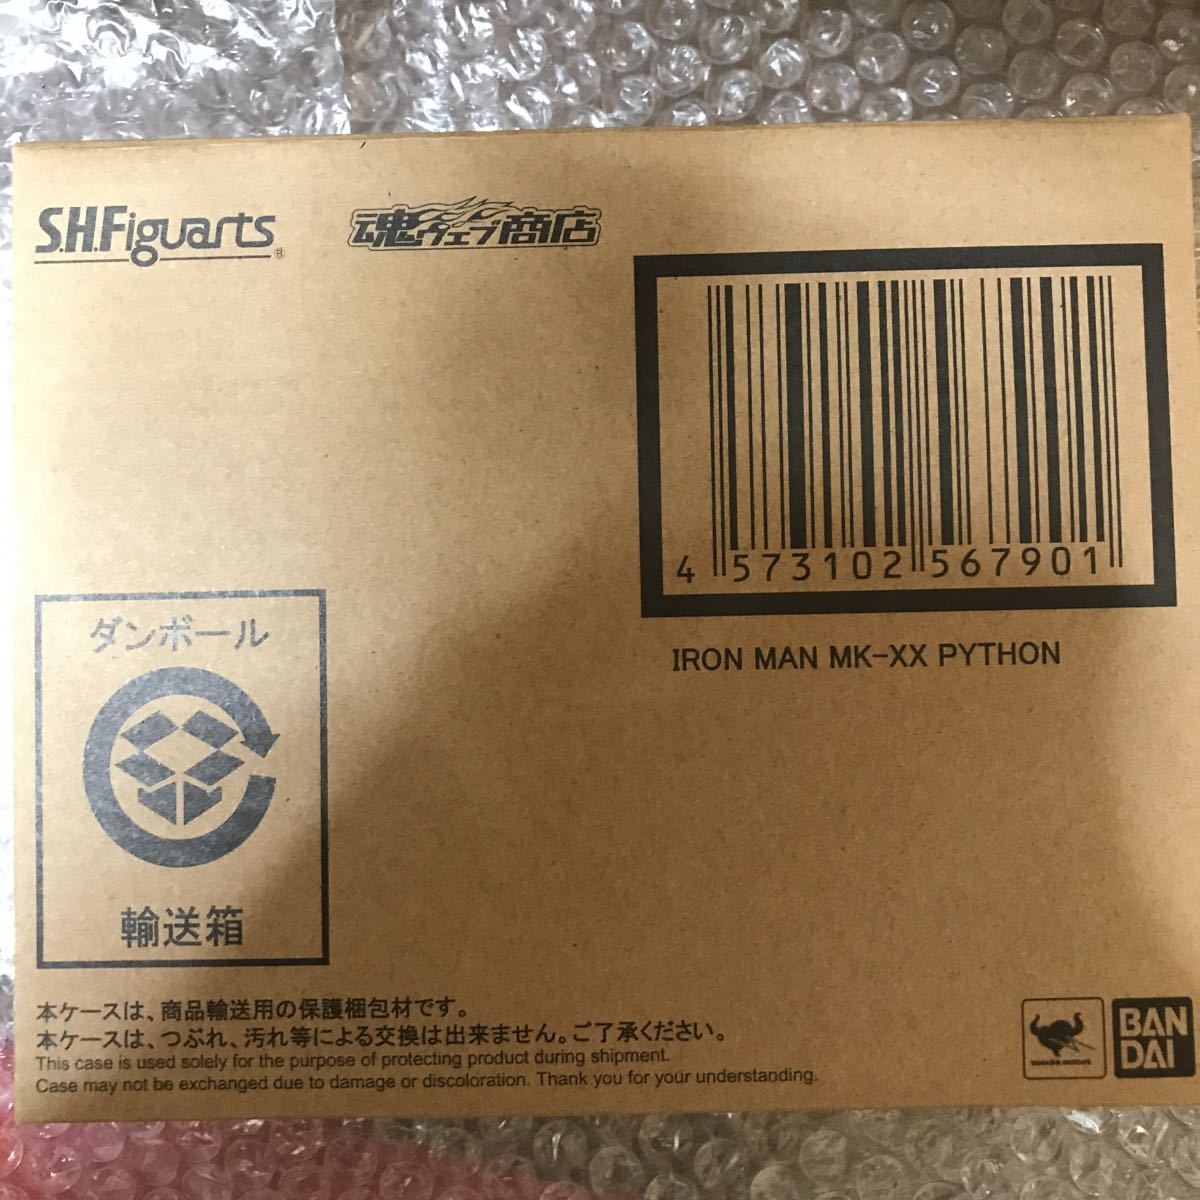 S.H.Figuarts®
魂ウェブ商店
4 573102 567901
IRON MAN MK-XX PYTHON
ダンボール
輸送箱
本ケースは、商品輸送用の保護梱包材です。
本ケースは、つぶれ、汚れ等による交換は出来ません。ご了承ください。
This case is used solely for the purpose of protecting product during shipment.
Case may not be exchanged due to damage or discoloration. Thank you for your understanding.
TAMASHII NATIONS
BAN
DAI